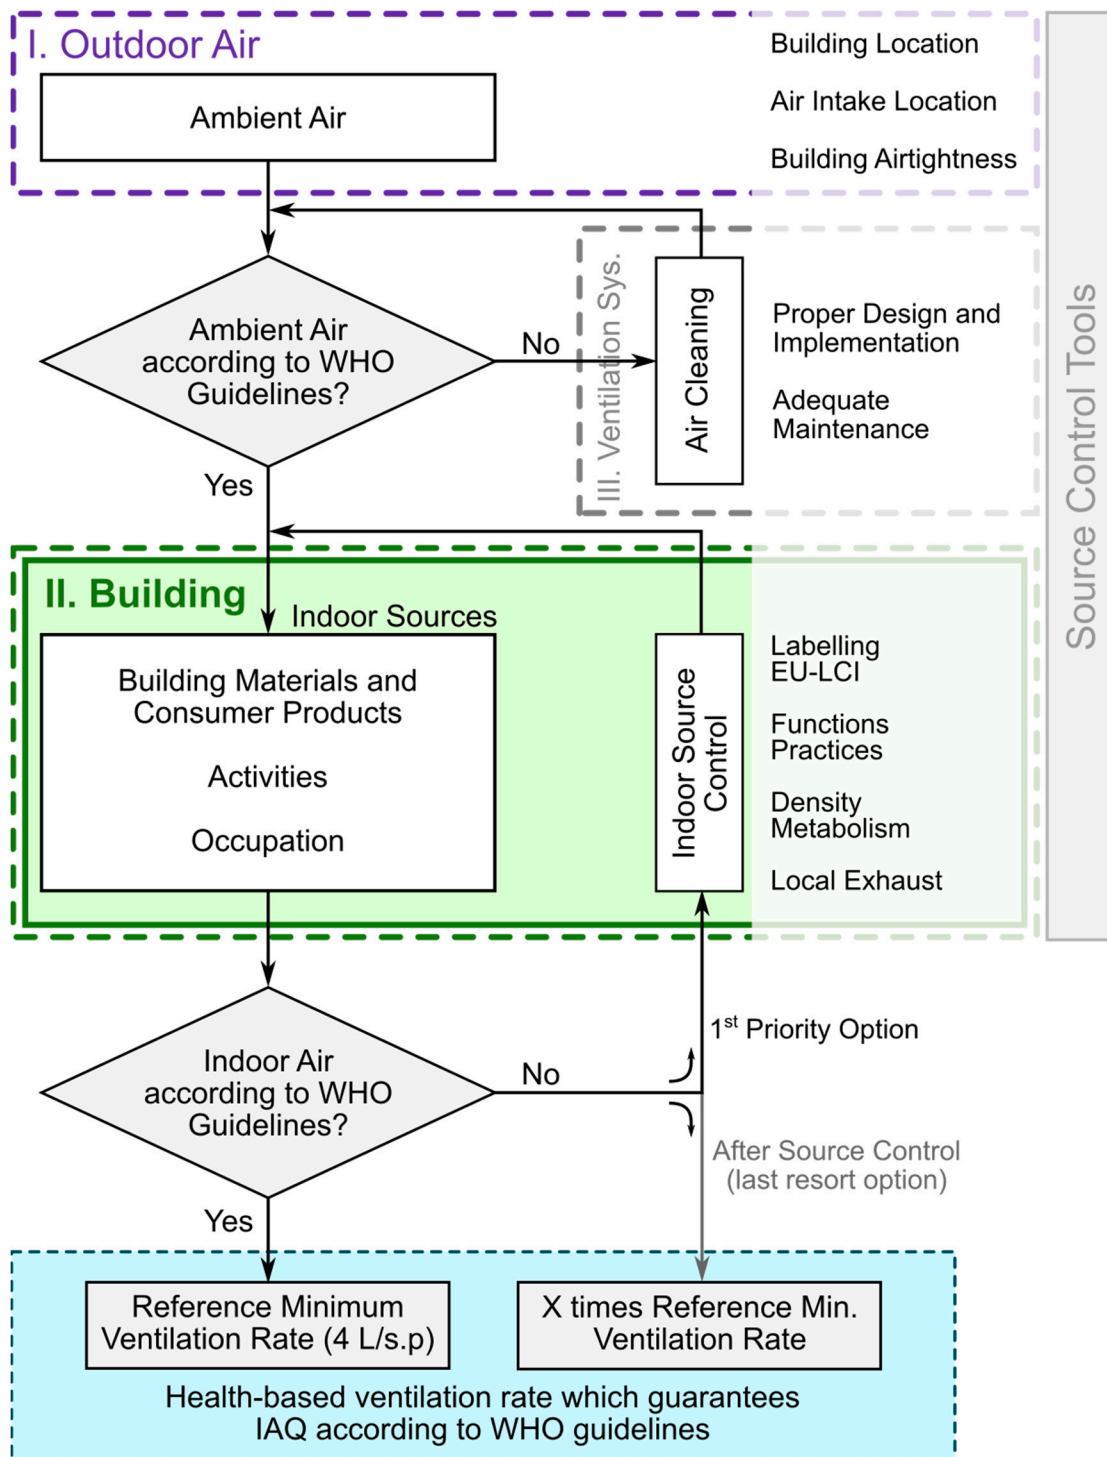 I. Outdoor Air
Ambient Air
Building Location
Air Intake Location
Building Airtightness
Source Control Tools
Ambient Air
according to WHO
Guidelines?
No
Yes
III. Ventilation Sys.
Air Cleaning
Proper Design and
Implementation
Adequate
Maintenance
II. Building
Indoor Sources
Building Materials and
Consumer Products
Activities
Occupation
Indoor Source
Control
Labelling
EU-LCI
Functions
Practices
Density
Metabolism
Local Exhaust
Indoor Air
according to WHO
Guidelines?
No
1st Priority Option
After Source Control
(last resort option)
Yes
Reference Minimum
Ventilation Rate (4 L/s.p)
X times Reference Min.
Ventilation Rate
Health-based ventilation rate which guarantees
IAQ according to WHO guidelines